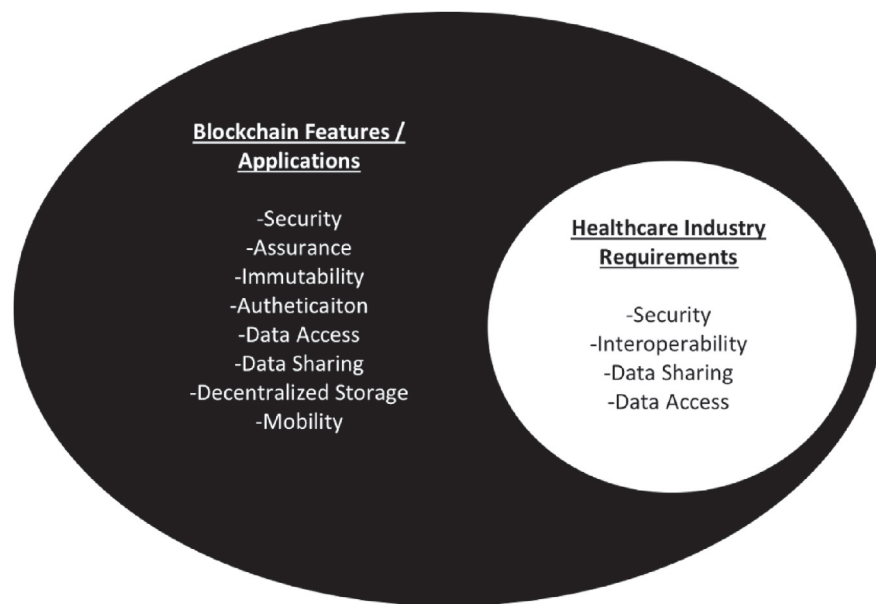 Blockchain Features /
Applications
-Security
-Assurance
-Immutability
-Autheticaiton
-Data Access
-Data Sharing
-Decentralized Storage
-Mobility
Healthcare Industry
Requirements
-Security
-Interoperability
-Data Sharing
-Data Access